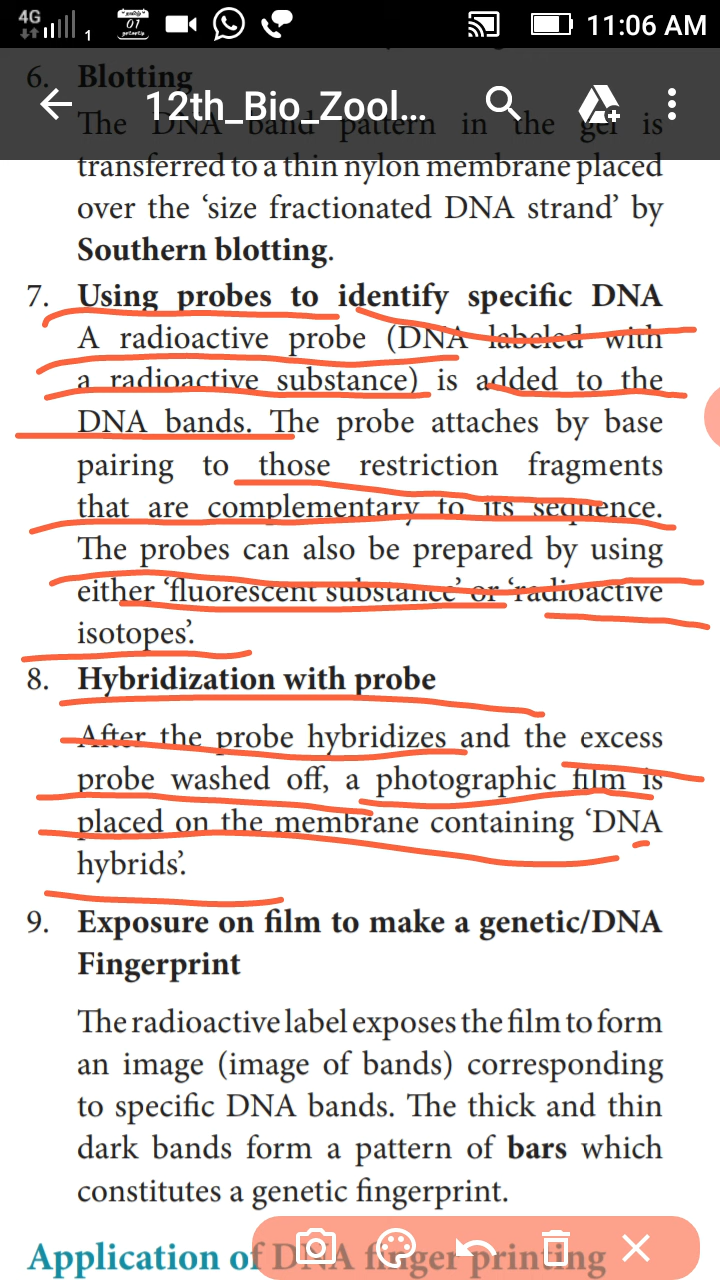 4G 1 01 11:06 AM
12th_Bio_Zool...
6. Blotting
The DNA band pattern in the gel is
transferred to a thin nylon membrane placed
over the ‘size fractionated DNA strand’ by
Southern blotting.
7. Using probes to identify specific DNA
A radioactive probe (DNA labeled with
a radioactive substance) is added to the
DNA bands. The probe attaches by base
pairing to those restriction fragments
that are complementary to its sequence.
The probes can also be prepared by using
either ‘fluorescent substance’ or ‘radioactive
isotopes’.
8. Hybridization with probe
After the probe hybridizes and the excess
probe washed off, a photographic film is
placed on the membrane containing ‘DNA
hybrids’.
9. Exposure on film to make a genetic/DNA
Fingerprint
The radioactive label exposes the film to form
an image (image of bands) corresponding
to specific DNA bands. The thick and thin
dark bands form a pattern of bars which
constitutes a genetic fingerprint.
Application of DNA finger printing